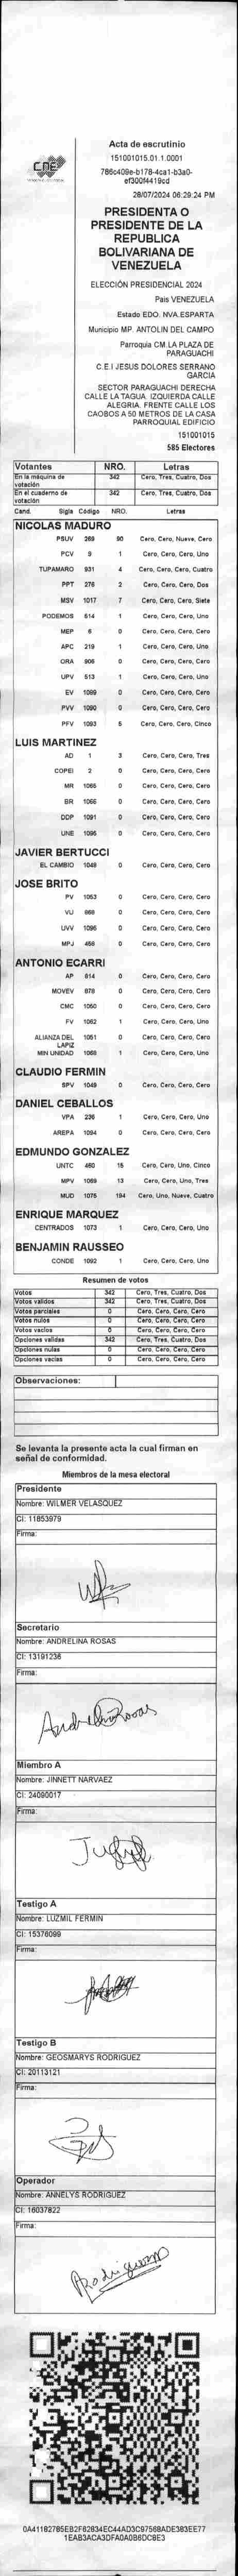 CNE
Acta de escrutinio
151001015.01.1.0001
786c409e-b178-4ca1-b3a0-
ef300f4419cd
28/07/2024 06:29:24 PM
PRESIDENTA O
PRESIDENTE DE LA
REPUBLICA
BOLIVARIANA DE
VENEZUELA
ELECCIÓN PRESIDENCIAL 2024
Pais VENEZUELA
Estado EDO. NVA.ESPARTA
Municipio MP. ANTOLIN DEL CAMPO
Parroquia CM.LA PLAZA DE
PARAGUACHI
C.E.I JESUS DOLORES SERRANO
GARCIA
SECTOR PARAGUACHI DERECHA
CALLE LA TAGUA. IZQUIERDA CALLE
ALEGRIA. FRENTE CALLE LOS
CAOBOS A 50 METROS DE LA CASA
PARROQUIAL EDIFICIO
151001015
585 Electores
Votantes NRO. Letras
En la máquina de votación 342 Cero, Tres, Cuatro, Dos
En el cuaderno de votación 342 Cero, Tres, Cuatro, Dos
Cand. Sigla Código NRO. Letras
NICOLAS MADURO
PSUV 269 90 Cero, Cero, Nueve, Cero
PCV 9 1 Cero, Cero, Cero, Uno
TUPAMARO 931 4 Cero, Cero, Cero, Cuatro
PPT 276 2 Cero, Cero, Cero, Dos
MSV 1017 7 Cero, Cero, Cero, Siete
PODEMOS 514 1 Cero, Cero, Cero, Uno
MEP 6 0 Cero, Cero, Cero, Cero
APC 219 1 Cero, Cero, Cero, Uno
ORA 906 0 Cero, Cero, Cero, Cero
UPV 513 1 Cero, Cero, Cero, Uno
EV 1089 0 Cero, Cero, Cero, Cero
PVV 1090 0 Cero, Cero, Cero, Cero
PFV 1093 5 Cero, Cero, Cero, Cinco
LUIS MARTINEZ
AD 1 3 Cero, Cero, Cero, Tres
COPEI 2 0 Cero, Cero, Cero, Cero
MR 1065 0 Cero, Cero, Cero, Cero
BR 1066 0 Cero, Cero, Cero, Cero
DDP 1091 0 Cero, Cero, Cero, Cero
UNE 1095 0 Cero, Cero, Cero, Cero
JAVIER BERTUCCI
EL CAMBIO 1048 0 Cero, Cero, Cero, Cero
JOSE BRITO
PV 1053 0 Cero, Cero, Cero, Cero
VU 868 0 Cero, Cero, Cero, Cero
UVV 1096 0 Cero, Cero, Cero, Cero
MPJ 458 0 Cero, Cero, Cero, Cero
ANTONIO ECARRI
AP 614 0 Cero, Cero, Cero, Cero
MOVEV 878 0 Cero, Cero, Cero, Cero
CMC 1050 0 Cero, Cero, Cero, Cero
FV 1062 1 Cero, Cero, Cero, Uno
ALIANZA DEL LAPIZ 1051 0 Cero, Cero, Cero, Cero
MIN UNIDAD 1068 1 Cero, Cero, Cero, Uno
CLAUDIO FERMIN
SPV 1049 0 Cero, Cero, Cero, Cero
DANIEL CEBALLOS
VPA 236 1 Cero, Cero, Cero, Uno
AREPA 1094 0 Cero, Cero, Cero, Cero
EDMUNDO GONZALEZ
UNTC 460 15 Cero, Cero, Uno, Cinco
MPV 1069 13 Cero, Cero, Uno, Tres
MUD 1075 194 Cero, Uno, Nueve, Cuatro
ENRIQUE MARQUEZ
CENTRADOS 1073 1 Cero, Cero, Cero, Uno
BENJAMIN RAUSSEO
CONDE 1092 1 Cero, Cero, Cero, Uno
Resumen de votos
Votos 342 Cero, Tres, Cuatro, Dos
Votos validos 342 Cero, Tres, Cuatro, Dos
Votos parciales 0 Cero, Cero, Cero, Cero
Votos nulos 0 Cero, Cero, Cero, Cero
Votos vacios 0 Cero, Cero, Cero, Cero
Opciones validas 342 Cero, Tres, Cuatro, Dos
Opciones nulas 0 Cero, Cero, Cero, Cero
Opciones vacias 0 Cero, Cero, Cero, Cero
Observaciones:
Se levanta la presente acta la cual firman en
señal de conformidad.
Miembros de la mesa electoral
Presidente
Nombre: WILMER VELASQUEZ
CI: 11853979
Firma:
Secretario
Nombre: ANDRELINA ROSAS
CI: 13191236
Firma:
Miembro A
Nombre: JINNETT NARVAEZ
CI: 24090017
Firma:
Testigo A
Nombre: LUZMIL FERMIN
CI: 15376099
Firma:
Testigo B
Nombre: GEOSMARYS RODRIGUEZ
CI: 20113121
Firma:
Operador
Nombre: ANNELYS RODRIGUEZ
CI: 16037822
Firma:
Rodriguez
0A41182785EB2F62834EC44AD3C97568ADE383EE77
1EAB3ACA3DFA0A0B6DC8E3